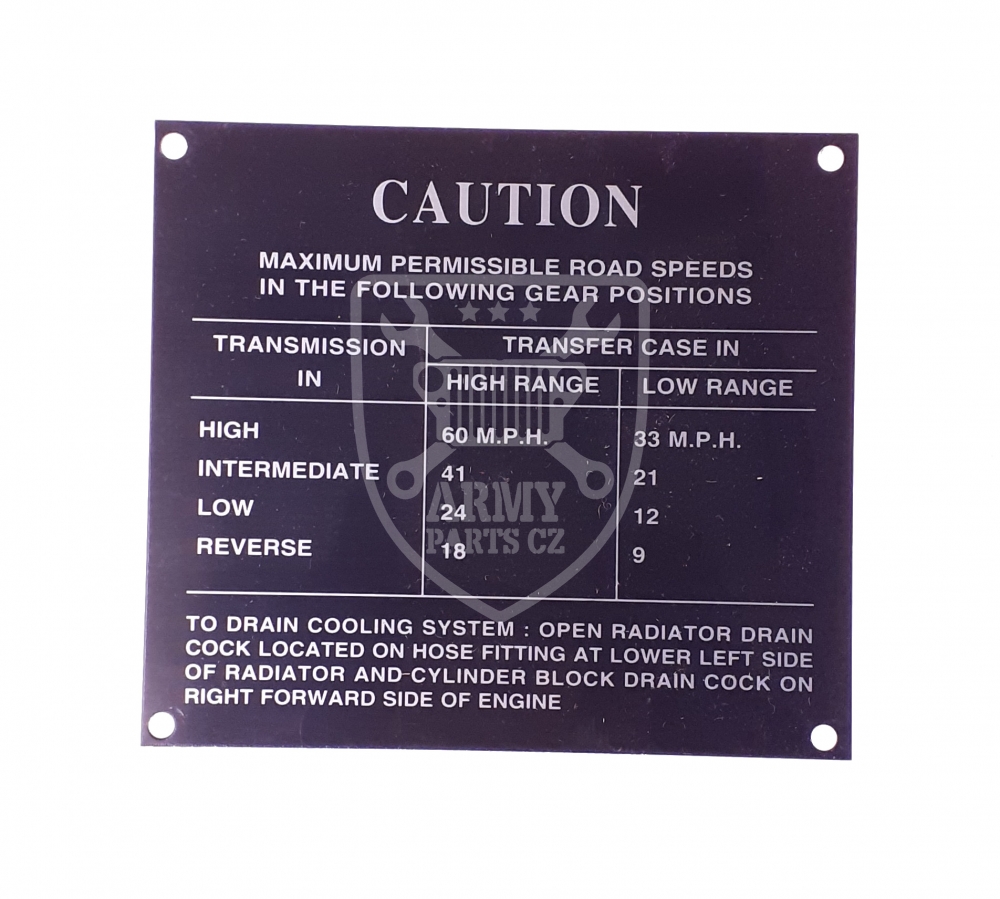 CAUTION
MAXIMUM PERMISSIBLE ROAD SPEEDS
IN THE FOLLOWING GEAR POSITIONS
TRANSMISSION IN
TRANSFER CASE IN
HIGH RANGE LOW RANGE
HIGH 60 M.P.H. 33 M.P.H.
INTERMEDIATE 41 21
LOW 24 12
REVERSE 18 9
TO DRAIN COOLING SYSTEM : OPEN RADIATOR DRAIN
COCK LOCATED ON HOSE FITTING AT LOWER LEFT SIDE
OF RADIATOR AND CYLINDER BLOCK DRAIN COCK ON
RIGHT FORWARD SIDE OF ENGINE
ARMY
PARTS CZ